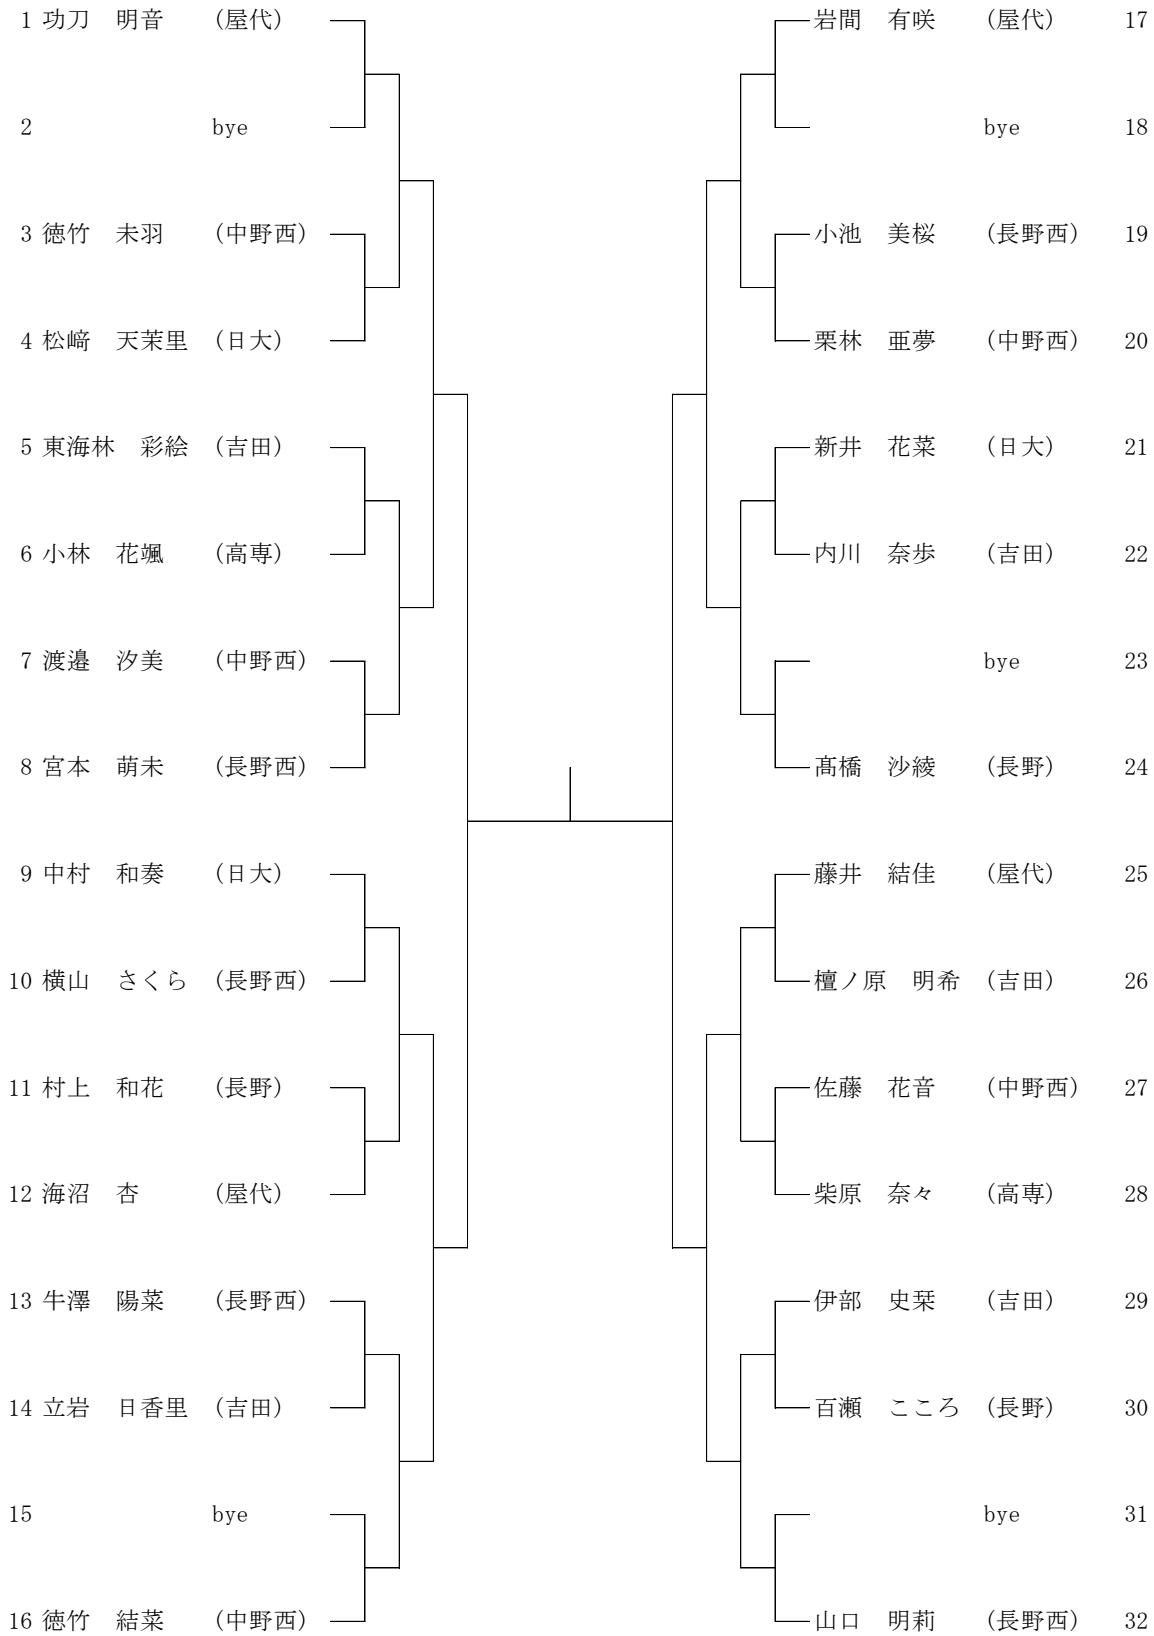 1 功刀　明音　（屋代）
2 bye
3 徳竹　未羽　（中野西）
4 松﨑　天茉里　（日大）
5 東海林　彩絵　（吉田）
6 小林　花颯　（高専）
7 渡邉　汐美　（中野西）
8 宮本　萌未　（長野西）
9 中村　和奏　（日大）
10 横山　さくら　（長野西）
11 村上　和花　（長野）
12 海沼　杏　（屋代）
13 牛澤　陽菜　（長野西）
14 立岩　日香里　（吉田）
15 bye
16 徳竹　結菜　（中野西）
岩間　有咲　（屋代） 17
bye 18
小池　美桜　（長野西） 19
栗林　亜夢　（中野西） 20
新井　花菜　（日大） 21
内川　奈歩　（吉田） 22
bye 23
髙橋　沙綾　（長野） 24
藤井　結佳　（屋代） 25
檀ノ原　明希　（吉田） 26
佐藤　花音　（中野西） 27
柴原　奈々　（高専） 28
伊部　史栞　（吉田） 29
百瀬　こころ　（長野） 30
bye 31
山口　明莉　（長野西） 32